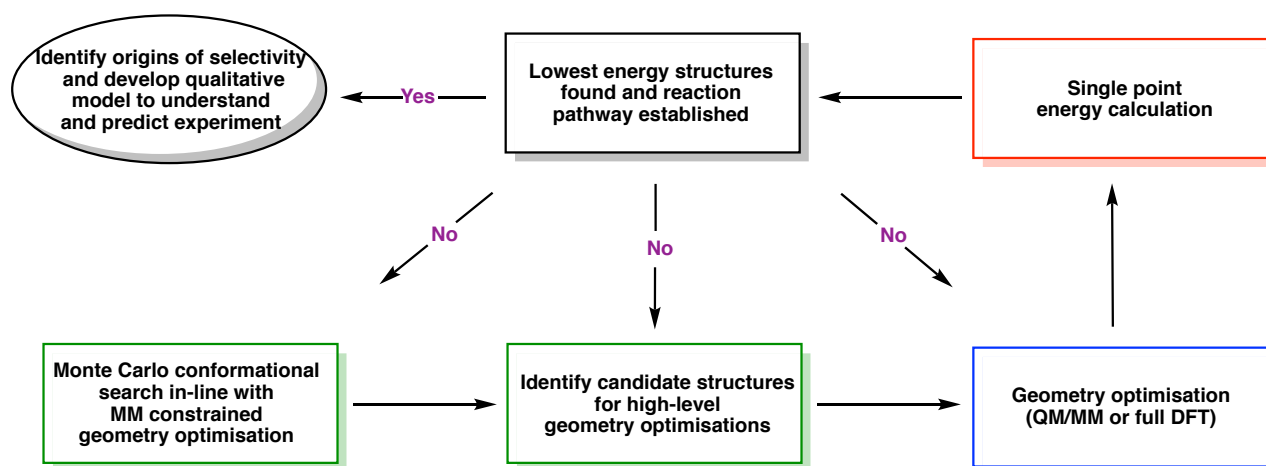 Identify origins of selectivity
and develop qualitative
model to understand
and predict experiment
Yes
Lowest energy structures
found and reaction
pathway established
Single point
energy calculation
No
No
No
Monte Carlo conformational
search in-line with
MM constrained
geometry optimisation
Identify candidate structures
for high-level
geometry optimisations
Geometry optimisation
(QM/MM or full DFT)